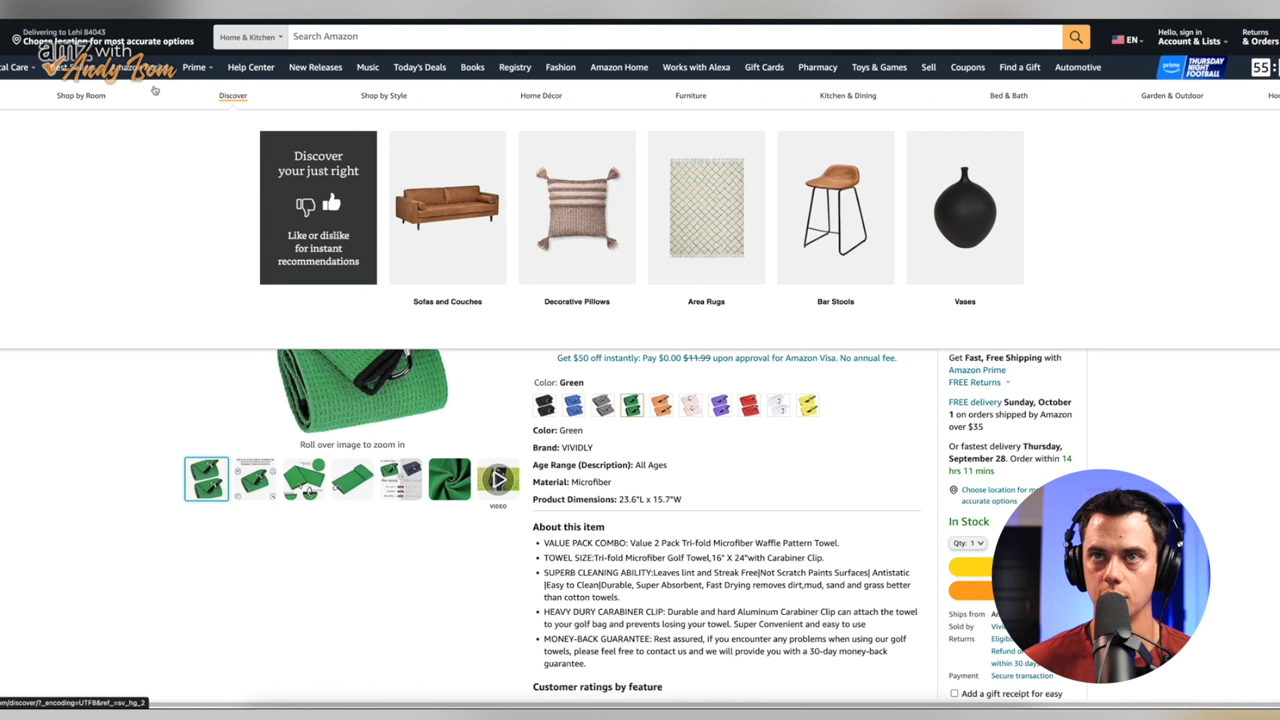 Delivering to Lehi 84043
Choose location for most accurate options
amz with
Andy Isom
Home & Kitchen
Search Amazon
EN
Hello, sign in
Account & Lists
Returns
& Orders
al Care
Prime
Help Center
New Releases
Music
Today's Deals
Books
Registry
Fashion
Amazon Home
Works with Alexa
Gift Cards
Pharmacy
Toys & Games
Sell
Coupons
Find a Gift
Automotive
prime
THURSDAY
NIGHT
FOOTBALL
55:
Shop by Room
Discover
Shop by Style
Home Décor
Furniture
Kitchen & Dining
Bed & Bath
Garden & Outdoor
Discover
your just right
Like or dislike
for instant
recommendations
Sofas and Couches
Decorative Pillows
Area Rugs
Bar Stools
Vases
Get $50 off instantly: Pay $0.00 $11.99 upon approval for Amazon Visa. No annual fee.
Color: Green
Color: Green
Brand: VIVIDLY
Age Range (Description): All Ages
Material: Microfiber
Product Dimensions: 23.6"L x 15.7"W
Roll over image to zoom in
VIDEO
About this item
• VALUE PACK COMBO: Value 2 Pack Tri-fold Microfiber Waffle Pattern Towel.
• TOWEL SIZE:Tri-fold Microfiber Golf Towel,16" X 24"with Carabiner Clip.
• SUPERB CLEANING ABILITY:Leaves lint and Streak Free|Not Scratch Paints Surfaces| Antistatic
|Easy to Clean|Durable, Super Absorbent, Fast Drying removes dirt,mud, sand and grass better
than cotton towels.
• HEAVY DURY CARABINER CLIP: Durable and hard Aluminum Carabiner Clip can attach the towel
to your golf bag and prevents losing your towel. Super Convenient and easy to use
• MONEY-BACK GUARANTEE: Rest assured, if you encounter any problems when using our golf
towels, please feel free to contact us and we will provide you with a 30-day money-back
guarantee.
Customer ratings by feature
Get Fast, Free Shipping with
Amazon Prime
FREE Returns
FREE delivery Sunday, October
1 on orders shipped by Amazon
over $35
Or fastest delivery Thursday,
September 28. Order within 14
hrs 11 mins
Choose location for
accurate options
In Stock
Qty: 1
Ships from
Sold by
Returns
Refund
within 30
Payment
Secure transaction
Add a gift receipt for easy
om/discover/?_encoding=UTF8&ref_=sv_hg_2